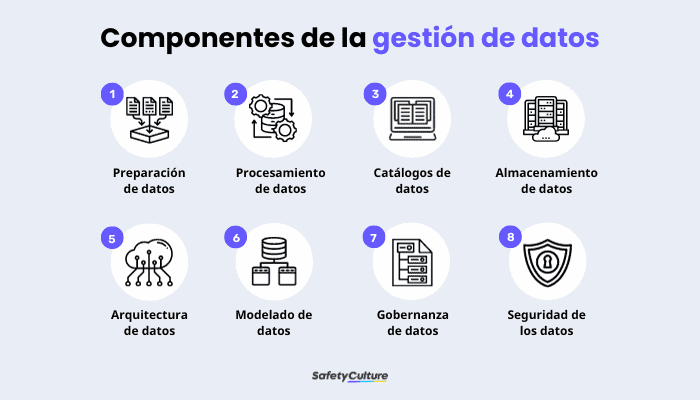 Componentes de la gestión de datos
1
Preparación
de datos
2
Procesamiento
de datos
3
Catálogos de
datos
4
Almacenamiento
de datos
5
Arquitectura
de datos
6
Modelado de
datos
7
Gobernanza
de datos
8
Seguridad de
los datos
SafetyCulture